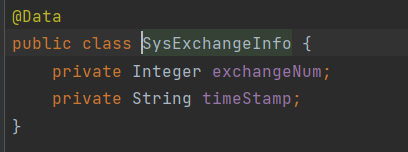 @Data
public class SysExchangeInfo {
    private Integer exchangeNum;
    private String timeStamp;
}